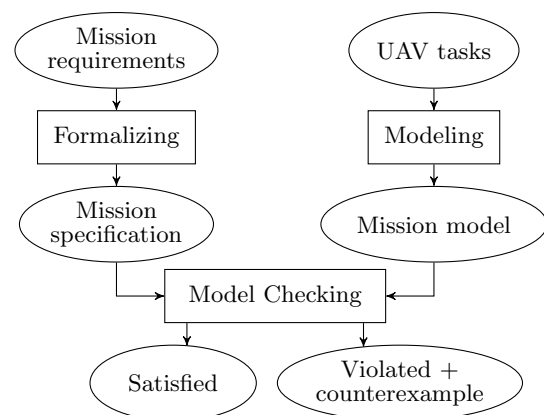 Mission
requirements
UAV tasks
Formalizing
Modeling
Mission
specification
Mission model
Model Checking
Satisfied
Violated +
counterexample